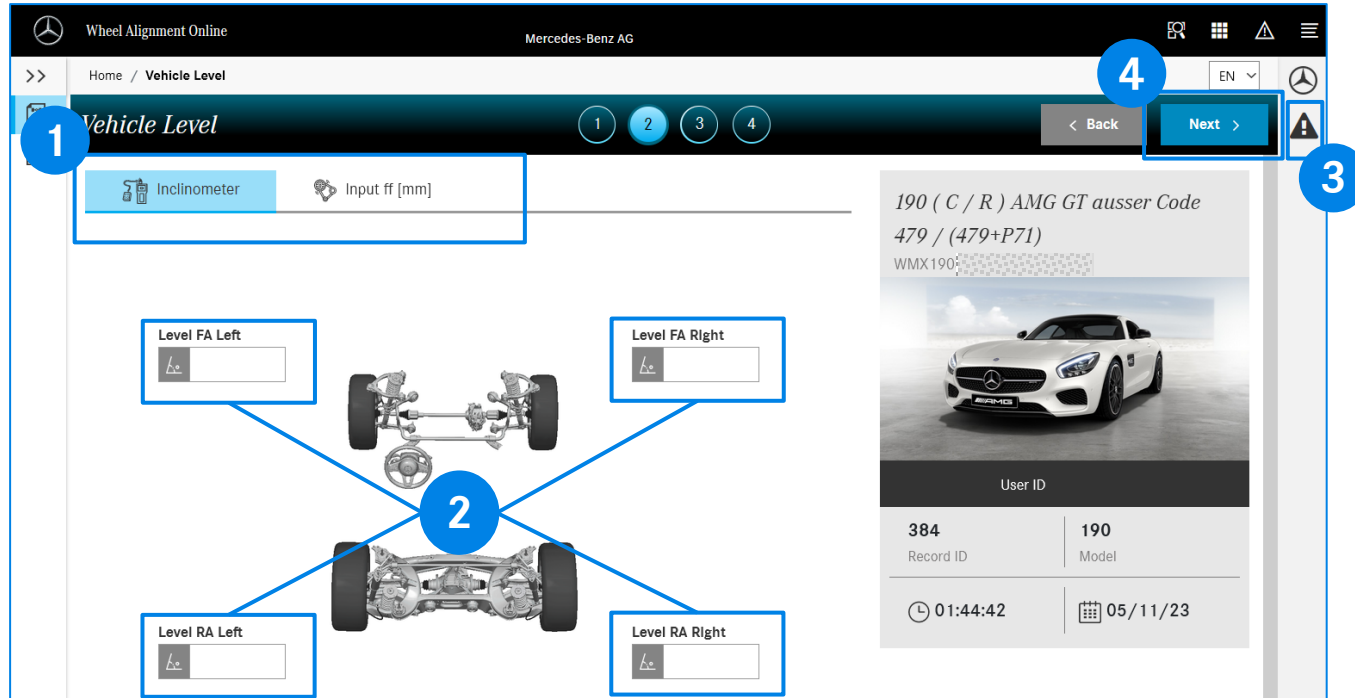 Wheel Alignment Online
Mercedes-Benz AG
Home / Vehicle Level
EN
4
1
Vehicle Level
1 2 3 4
< Back
Next >
3
Inclinometer
Input ff [mm]
190 ( C / R ) AMG GT ausser Code
479 / (479+P71)
WMX190
Level FA Left
Level FA RIght
AMG
User ID
2
384
Record ID
190
Model
01:44:42
05/11/23
Level RA Left
Level RA RIght